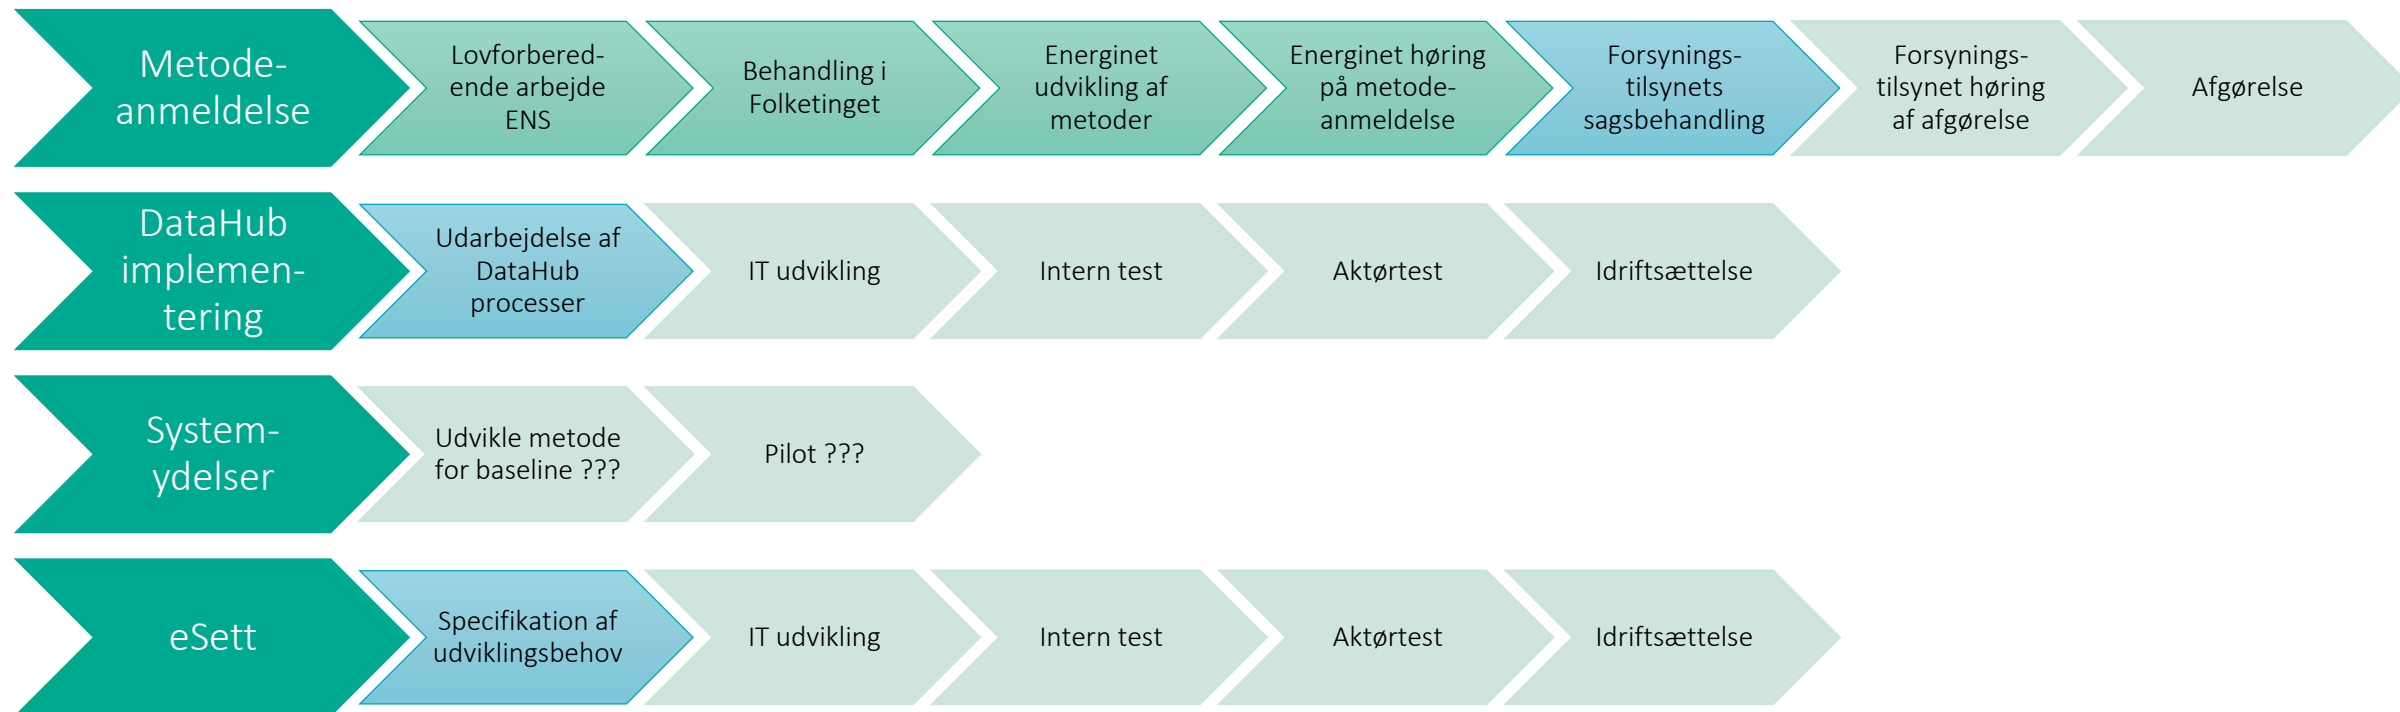 Metode-
anmeldelse
Lovforbered-
ende arbejde
ENS
Behandling i
Folketinget
Energinet
udvikling af
metoder
Energinet høring
på metode-
anmeldelse
Forsynings-
tilsynets
sagsbehandling
Forsynings-
tilsynet høring
af afgørelse
Afgørelse
DataHub
implemen-
tering
Udarbejdelse af
DataHub
processer
IT udvikling
Intern test
Aktørtest
Idriftsættelse
System-
ydelser
Udvikle metode
for baseline ???
Pilot ???
eSett
Specifikation af
udviklingsbehov
IT udvikling
Intern test
Aktørtest
Idriftsættelse